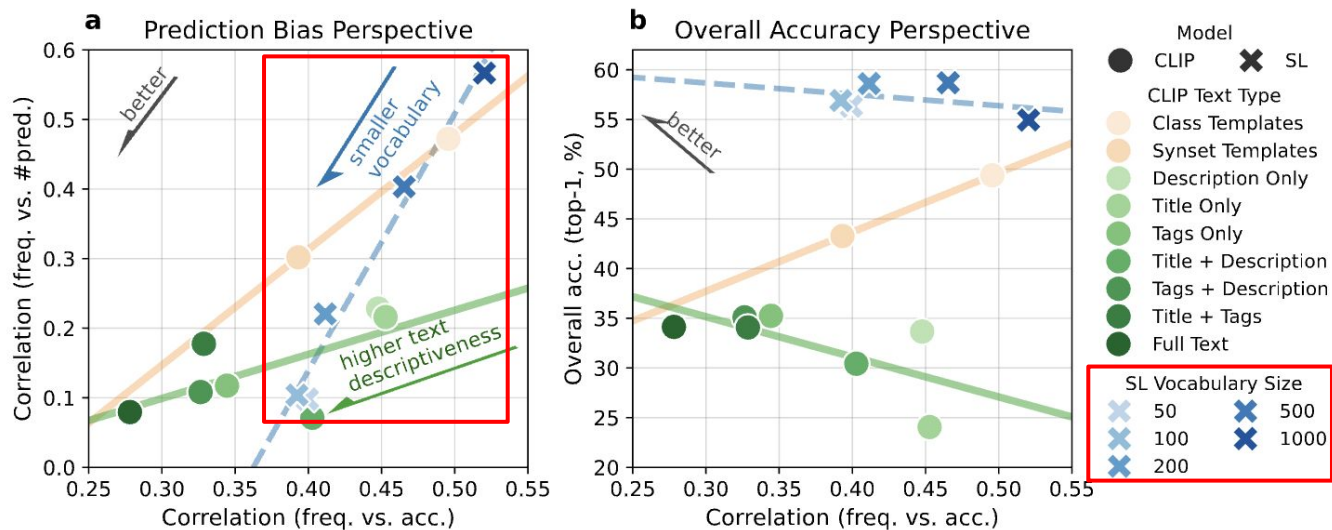 a
Prediction Bias Perspective
0.6
0.5
0.4
0.3
0.2
0.1
0.0
Correlation (freq. vs. #pred.)
better
smaller
vocabulary
higher text
descriptiveness
0.25 0.30 0.35 0.40 0.45 0.50 0.55
Correlation (freq. vs. acc.)
b
Overall Accuracy Perspective
60
55
50
45
40
35
30
25
20
Overall acc. (top-1, %)
better
0.25 0.30 0.35 0.40 0.45 0.50 0.55
Correlation (freq. vs. acc.)
Model
CLIP SL
CLIP Text Type
Class Templates
Synset Templates
Description Only
Title Only
Tags Only
Title + Description
Tags + Description
Title + Tags
Full Text
SL Vocabulary Size
50 500
100 1000
200